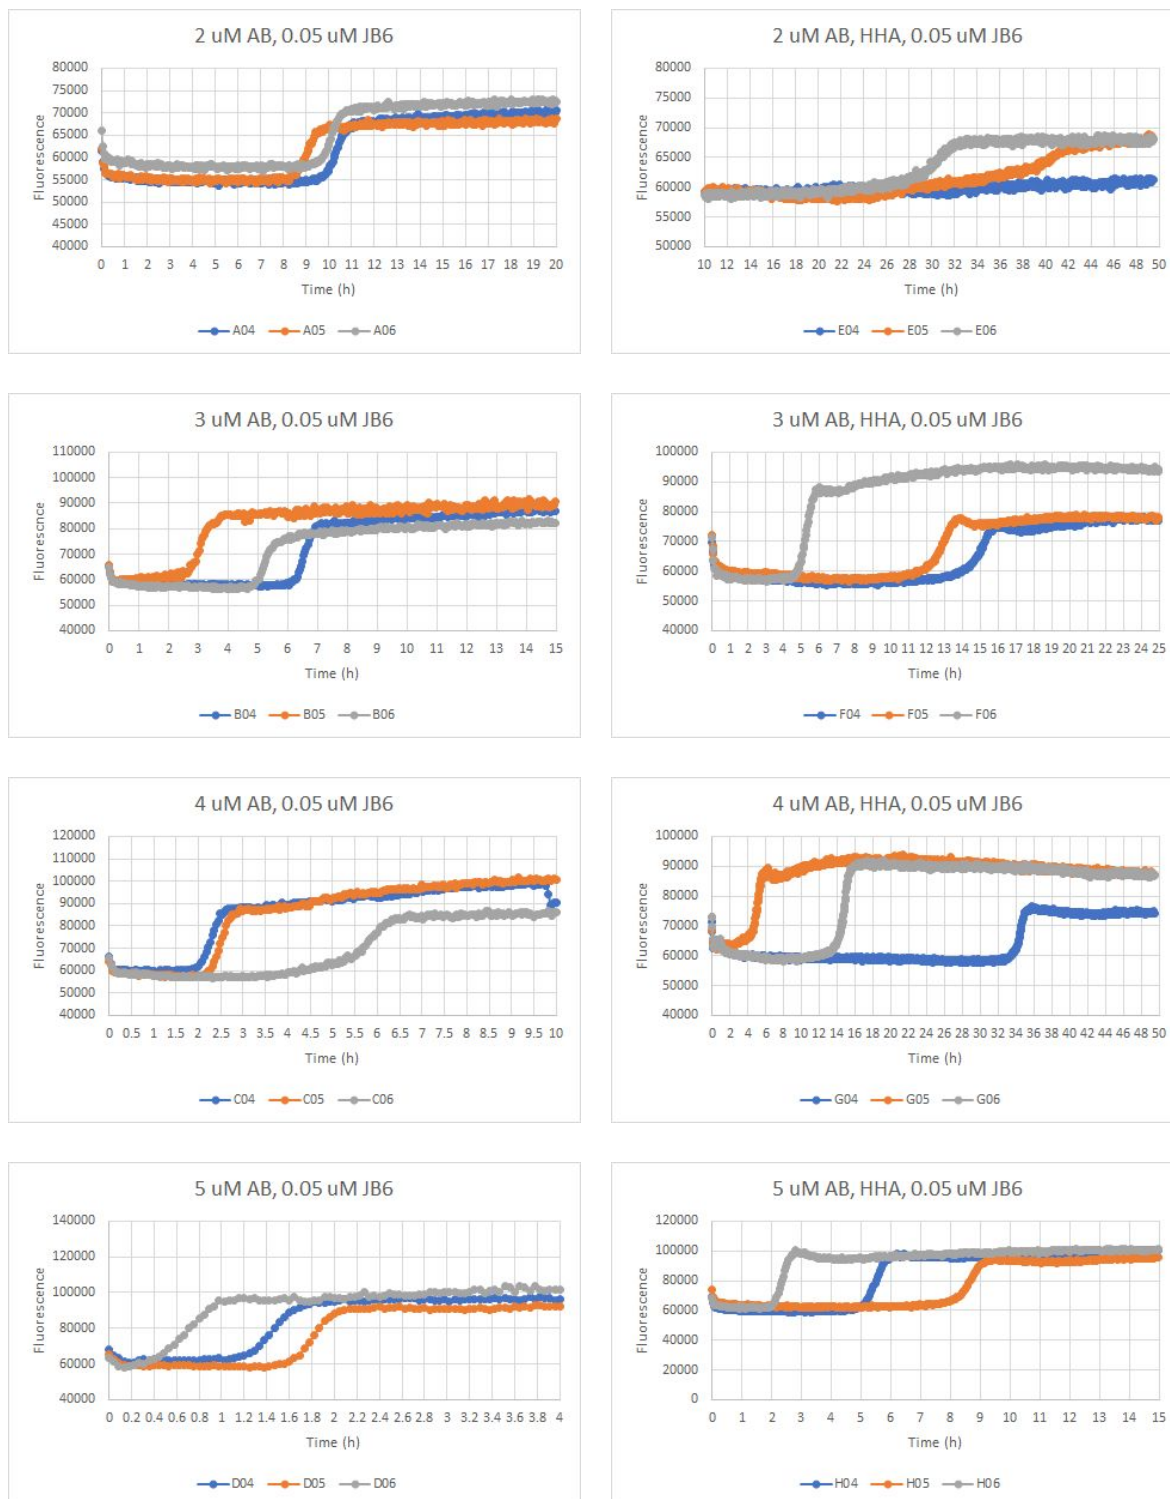 2 uM AB, 0.05 uM JB6
80000
75000
70000
65000
60000
55000
50000
45000
40000
Fluorescence
0 1 2 3 4 5 6 7 8 9 10 11 12 13 14 15 16 17 18 19 20
Time (h)
A04 A05 A06
2 uM AB, HHA, 0.05 uM JB6
80000
75000
70000
65000
60000
55000
50000
Fluorescence
10 12 14 16 18 20 22 24 26 28 30 32 34 36 38 40 42 44 46 48 50
Time (h)
E04 E05 E06
3 uM AB, 0.05 uM JB6
110000
100000
90000
80000
70000
60000
50000
40000
Fluorescnce
0 1 2 3 4 5 6 7 8 9 10 11 12 13 14 15
Time (h)
B04 B05 B06
3 uM AB, HHA, 0.05 uM JB6
100000
90000
80000
70000
60000
50000
40000
Fluorescence
0 1 2 3 4 5 6 7 8 9 10 11 12 13 14 15 16 17 18 19 20 21 22 23 24 25
Time (h)
F04 F05 F06
4 uM AB, 0.05 uM JB6
120000
110000
100000
90000
80000
70000
60000
50000
40000
Fluorescence
0 0.5 1 1.5 2 2.5 3 3.5 4 4.5 5 5.5 6 6.5 7 7.5 8 8.5 9 9.5 10
Time (h)
C04 C05 C06
4 uM AB, HHA, 0.05 uM JB6
100000
90000
80000
70000
60000
50000
40000
Fluorescence
0 2 4 6 8 10 12 14 16 18 20 22 24 26 28 30 32 34 36 38 40 42 44 46 48 50
Time (h)
G04 G05 G06
5 uM AB, 0.05 uM JB6
140000
120000
100000
80000
60000
40000
Fluorescence
0 0.2 0.4 0.6 0.8 1 1.2 1.4 1.6 1.8 2 2.2 2.4 2.6 2.8 3 3.2 3.4 3.6 3.8 4
Time (h)
D04 D05 D06
5 uM AB, HHA, 0.05 uM JB6
120000
100000
80000
60000
40000
20000
0
Fluorescence
0 1 2 3 4 5 6 7 8 9 10 11 12 13 14 15
Time (h)
H04 H05 H06